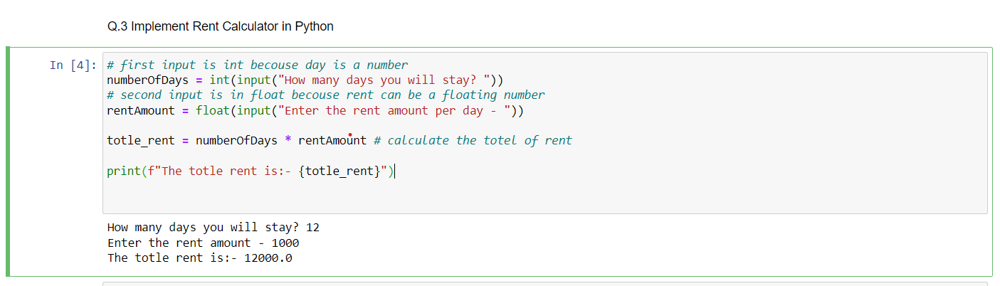 Q.3 Implement Rent Calculator in Python
In [4]: # first input is int becouse day is a number
numberOfDays = int(input("How many days you will stay? "))
# second input is in float becouse rent can be a floating number
rentAmount = float(input("Enter the rent amount per day - "))
totle_rent = numberOfDays * rentAmount # calculate the totel of rent
print(f"The totle rent is:- {totle_rent}")
How many days you will stay? 12
Enter the rent amount - 1000
The totle rent is:- 12000.0